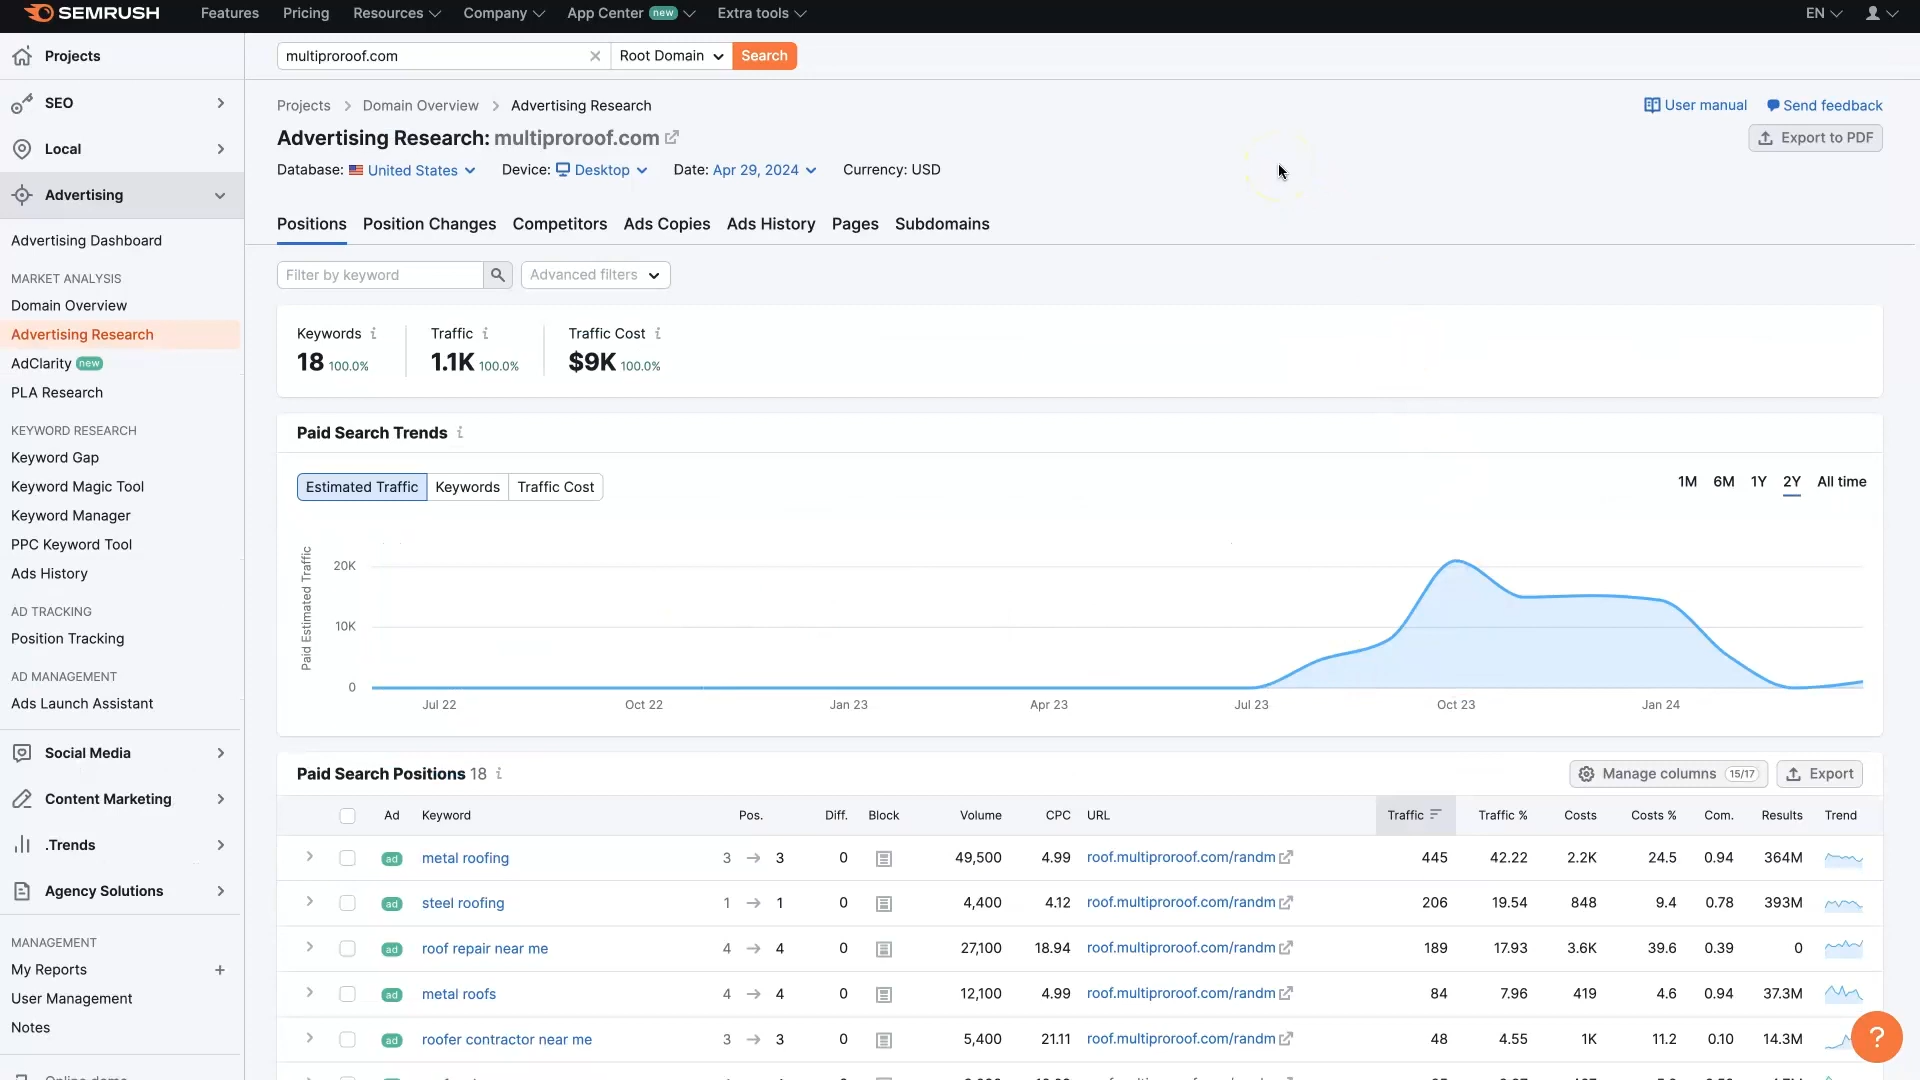 SEMRUSH
Features
Pricing
Resources
Company
App Center new
Extra tools
EN
Projects
SEO
Local
Advertising
Advertising Dashboard
MARKET ANALYSIS
Domain Overview
Advertising Research
AdClarity new
PLA Research
KEYWORD RESEARCH
Keyword Gap
Keyword Magic Tool
Keyword Manager
PPC Keyword Tool
Ads History
AD TRACKING
Position Tracking
AD MANAGEMENT
Ads Launch Assistant
Social Media
Content Marketing
.Trends
Agency Solutions
MANAGEMENT
My Reports +
User Management
Notes
multiproroof.com
Root Domain
Search
Projects > Domain Overview > Advertising Research
User manual
Send feedback
Advertising Research: multiproroof.com
Export to PDF
Database: United States Device: Desktop Date: Apr 29, 2024 Currency: USD
Positions Position Changes Competitors Ads Copies Ads History Pages Subdomains
Filter by keyword
Advanced filters
Keywords i
18 100.0%
Traffic i
1.1K 100.0%
Traffic Cost i
$9K 100.0%
Paid Search Trends i
Estimated Traffic Keywords Traffic Cost
1M 6M 1Y 2Y All time
Paid Estimated Traffic
20K
10K
0
Jul 22 Oct 22 Jan 23 Apr 23 Jul 23 Oct 23 Jan 24
Paid Search Positions 18 i
Manage columns 15/17
Export
Ad Keyword Pos. Diff. Block Volume CPC URL Traffic Traffic % Costs Costs % Com. Results Trend
ad metal roofing 3 → 3 0 49,500 4.99 roof.multiproroof.com/randm 445 42.22 2.2K 24.5 0.94 364M
ad steel roofing 1 → 1 0 4,400 4.12 roof.multiproroof.com/randm 206 19.54 848 9.4 0.78 393M
ad roof repair near me 4 → 4 0 27,100 18.94 roof.multiproroof.com/randm 189 17.93 3.6K 39.6 0.39 0
ad metal roofs 4 → 4 0 12,100 4.99 roof.multiproroof.com/randm 84 7.96 419 4.6 0.94 37.3M
ad roofer contractor near me 3 → 3 0 5,400 21.11 roof.multiproroof.com/randm 48 4.55 1K 11.2 0.10 14.3M
?